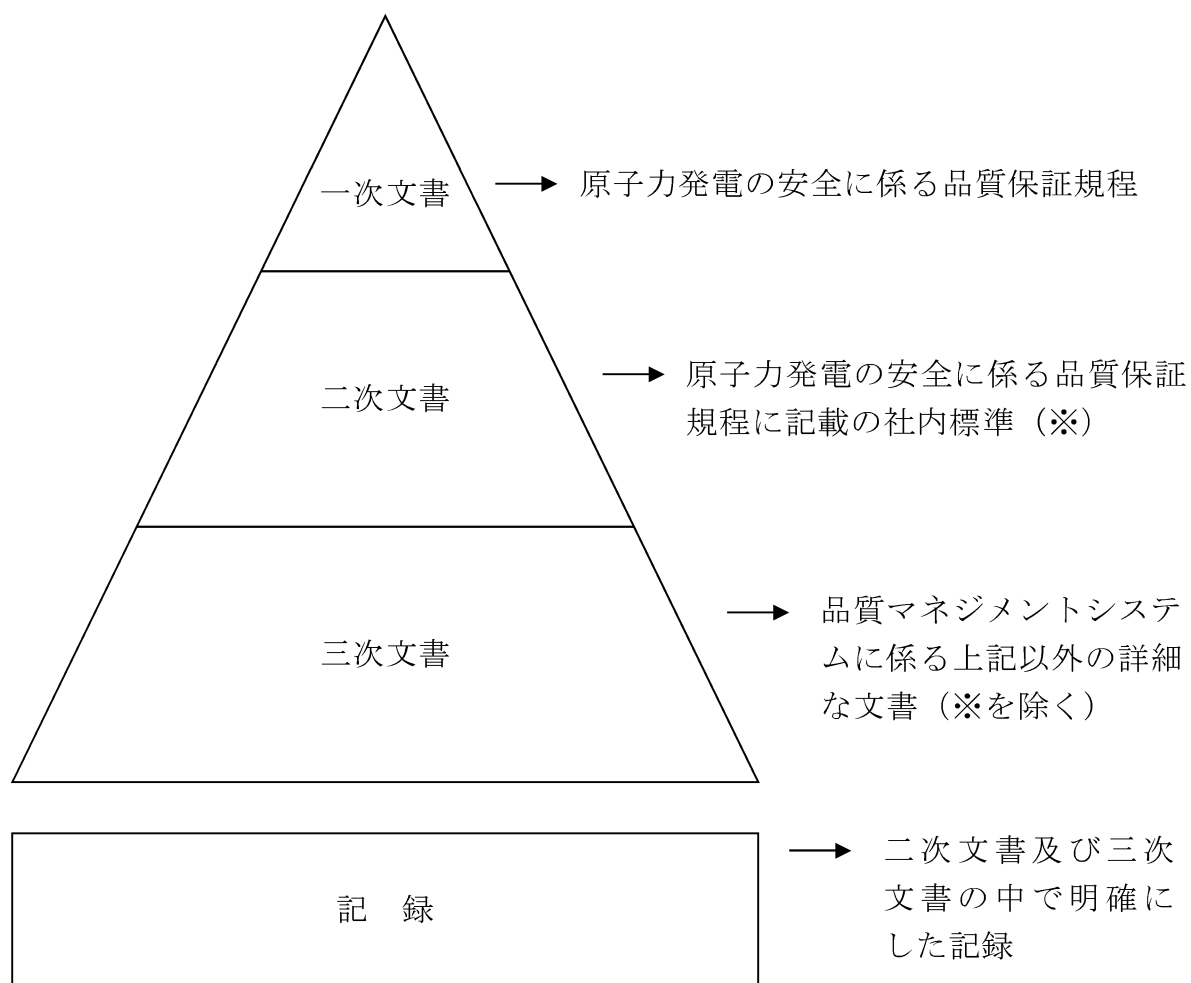 一次文書
原子力発電の安全に係る品質保証規程
二次文書
原子力発電の安全に係る品質保証
規程に記載の社内標準（※）
三次文書
品質マネジメントシステ
ムに係る上記以外の詳細
な文書（※を除く）
記　録
二次文書及び三次
文書の中で明確に
した記録